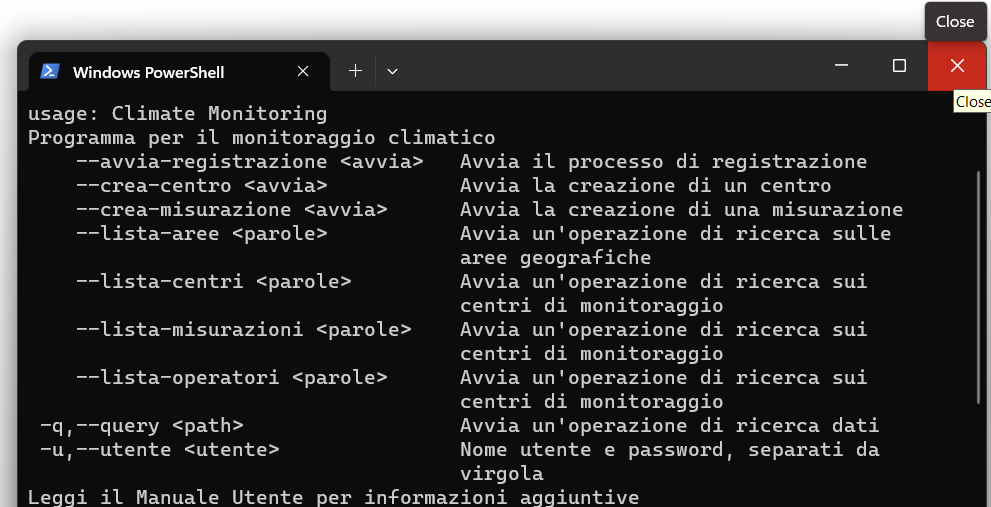 Close
Windows PowerShell
Close
usage: Climate Monitoring
Programma per il monitoraggio climatico
--avvia-registrazione <avvia> Avvia il processo di registrazione
--crea-centro <avvia> Avvia la creazione di un centro
--crea-misurazione <avvia> Avvia la creazione di una misurazione
--lista-aree <parole> Avvia un'operazione di ricerca sulle
aree geografiche
--lista-centri <parole> Avvia un'operazione di ricerca sui
centri di monitoraggio
--lista-misurazioni <parole> Avvia un'operazione di ricerca sui
centri di monitoraggio
--lista-operatori <parole> Avvia un'operazione di ricerca sui
centri di monitoraggio
-q,--query <path> Avvia un'operazione di ricerca dati
-u,--utente <utente> Nome utente e password, separati da
virgola
Leggi il Manuale Utente per informazioni aggiuntive